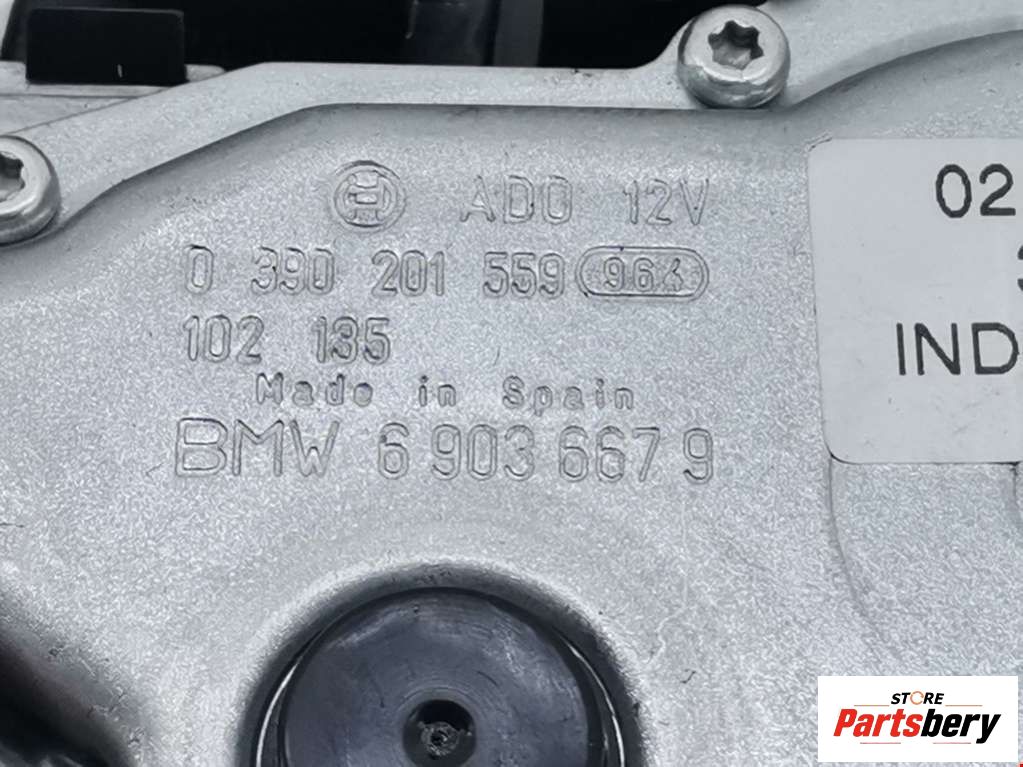 ADO 12V
0 390 201 559 964
102 135
Made in Spain
BMW 6 903 667 9
02
IND
STORE
Partsbery